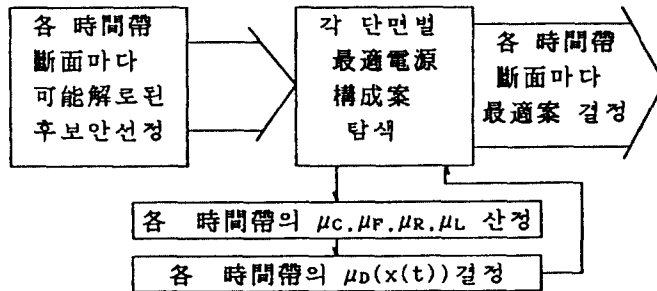 各 時間帶
斷面마다
可能解로된
후보안선정
각 단면별
最適電源
構成案
탐색
各 時間帶
斷面마다
最適案 결정
各 時間帶의 μC.μF.μR.μL 산정
各 時間帶의 μD(x(t))결정